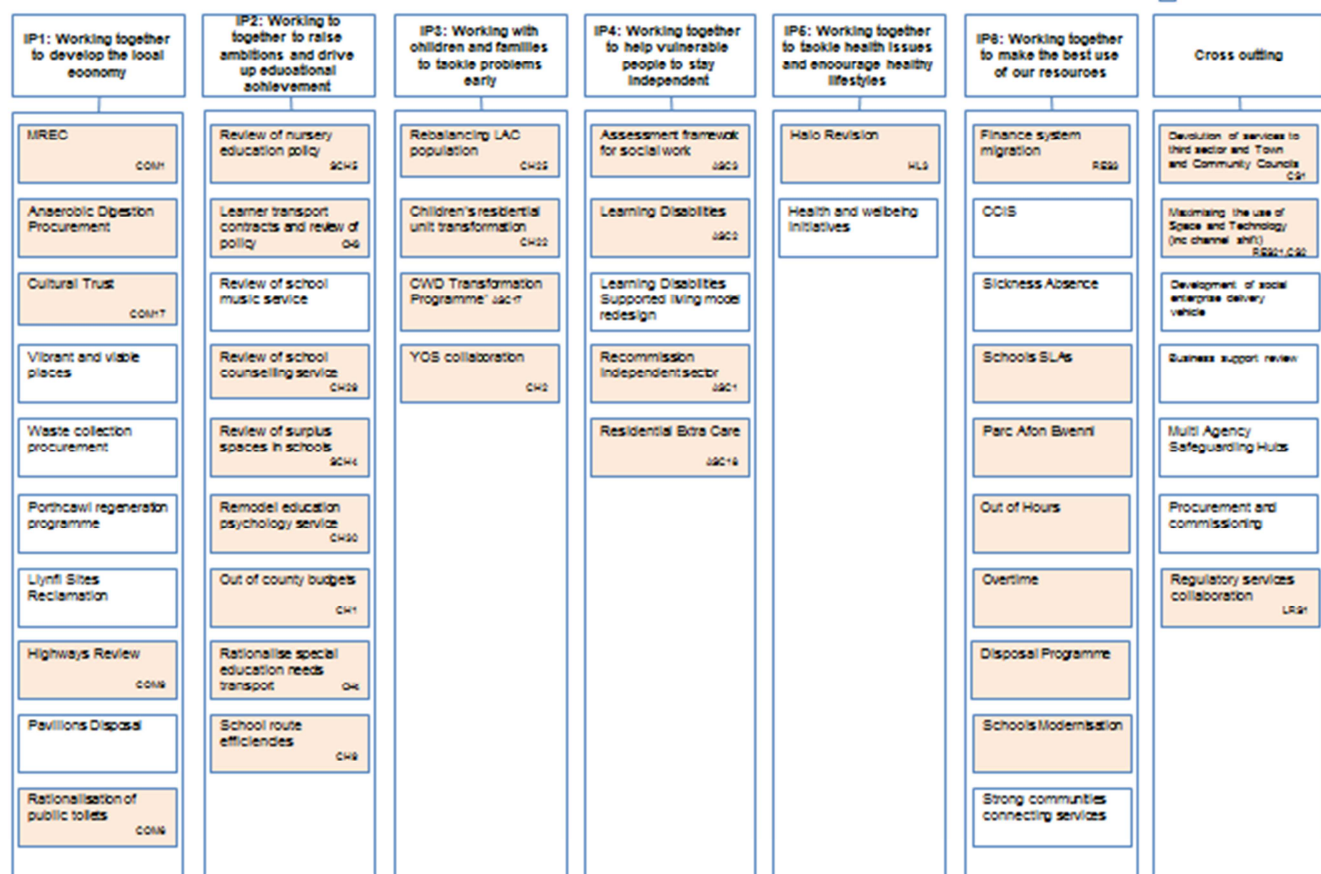 IP1: Working together
to develop the local
economy
MREC
COM1
Anaerobic Digestion
Procurement
Cultural Trust
COM17
Vibrant and viable
places
Waste collection
procurement
Porthcawl regeneration
programme
Llynfi Sites
Reclamation
Highways Review
Pavilions Disposal
Rationalisation of
public toilets
IP2: Working to
together to raise
ambitions and drive
up educational
achievement
Review of nursery
education policy
SCH5
Learner transport
contracts and review of
policy
Review of school
music service
Review of school
counselling service
Review of surplus
spaces in schools
SCH4
Remodel education
psychology service
CH30
Out of county budgets
CH1
Rationalise special
education needs
transport
School route
efficiencies
CH9
IP3: Working with
children and families
to tackle problems
early
Rebalancing LAC
population
CH25
Children's residential
unit transformation
CH22
CWD Transformation
Programme' ASC17
YOS collaboration
CH2
IP4: Working together
to help vulnerable
people to stay
independent
Assessment framework
for social work
Learning Disabilities
ASC2
Learning Disabilities
Supported living model
redesign
Recommission
independent sector
ASC1
Residential Extra Care
IP5: Working together
to tackle health issues
and encourage healthy
lifestyles
Halo Revision
Health and wellbeing
initiatives
IP6: Working together
to make the best use
of our resources
Finance system
migration
CCIS
Sickness Absence
Schools SLAs
Parc Afon Ewenni
Out of Hours
Overtime
Disposal Programme
Schools Modernisation
Strong communities
connecting services
Cross cutting
Devolution of services to
third sector and Town
and Community Councils
CS1
Maximising the use of
Space and Technology
(inc channel shift)
Development of social
enterprise delivery
vehicle
Business support review
Multi Agency
Safeguarding Hubs
Procurement and
commissioning
Regulatory services
collaboration
LRS1